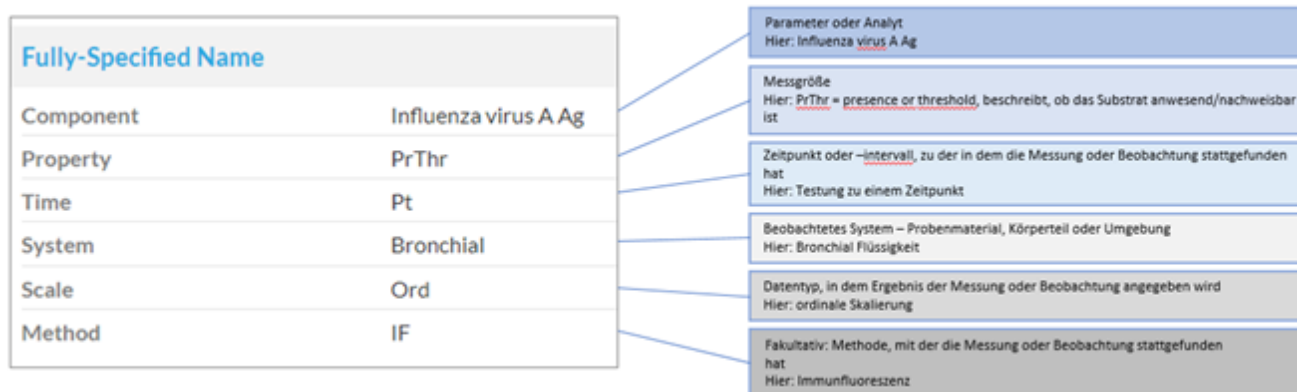 Fully-Specified Name
Component Influenza virus A Ag
Property PrThr
Time Pt
System Bronchial
Scale Ord
Method IF
Parameter oder Analyt
Hier: Influenza virus A Ag
Messgröße
Hier: PrThr = presence or threshold, beschreibt, ob das Substrat anwesend/nachweisbar
ist
Zeitpunkt oder –intervall, zu der in dem die Messung oder Beobachtung stattgefunden
hat
Hier: Testung zu einem Zeitpunkt
Beobachtetes System – Probenmaterial, Körperteil oder Umgebung
Hier: Bronchial Flüssigkeit
Datentyp, in dem Ergebnis der Messung oder Beobachtung angegeben wird
Hier: ordinale Skalierung
Fakultativ: Methode, mit der die Messung oder Beobachtung stattgefunden
hat
Hier: Immunfluoreszenz